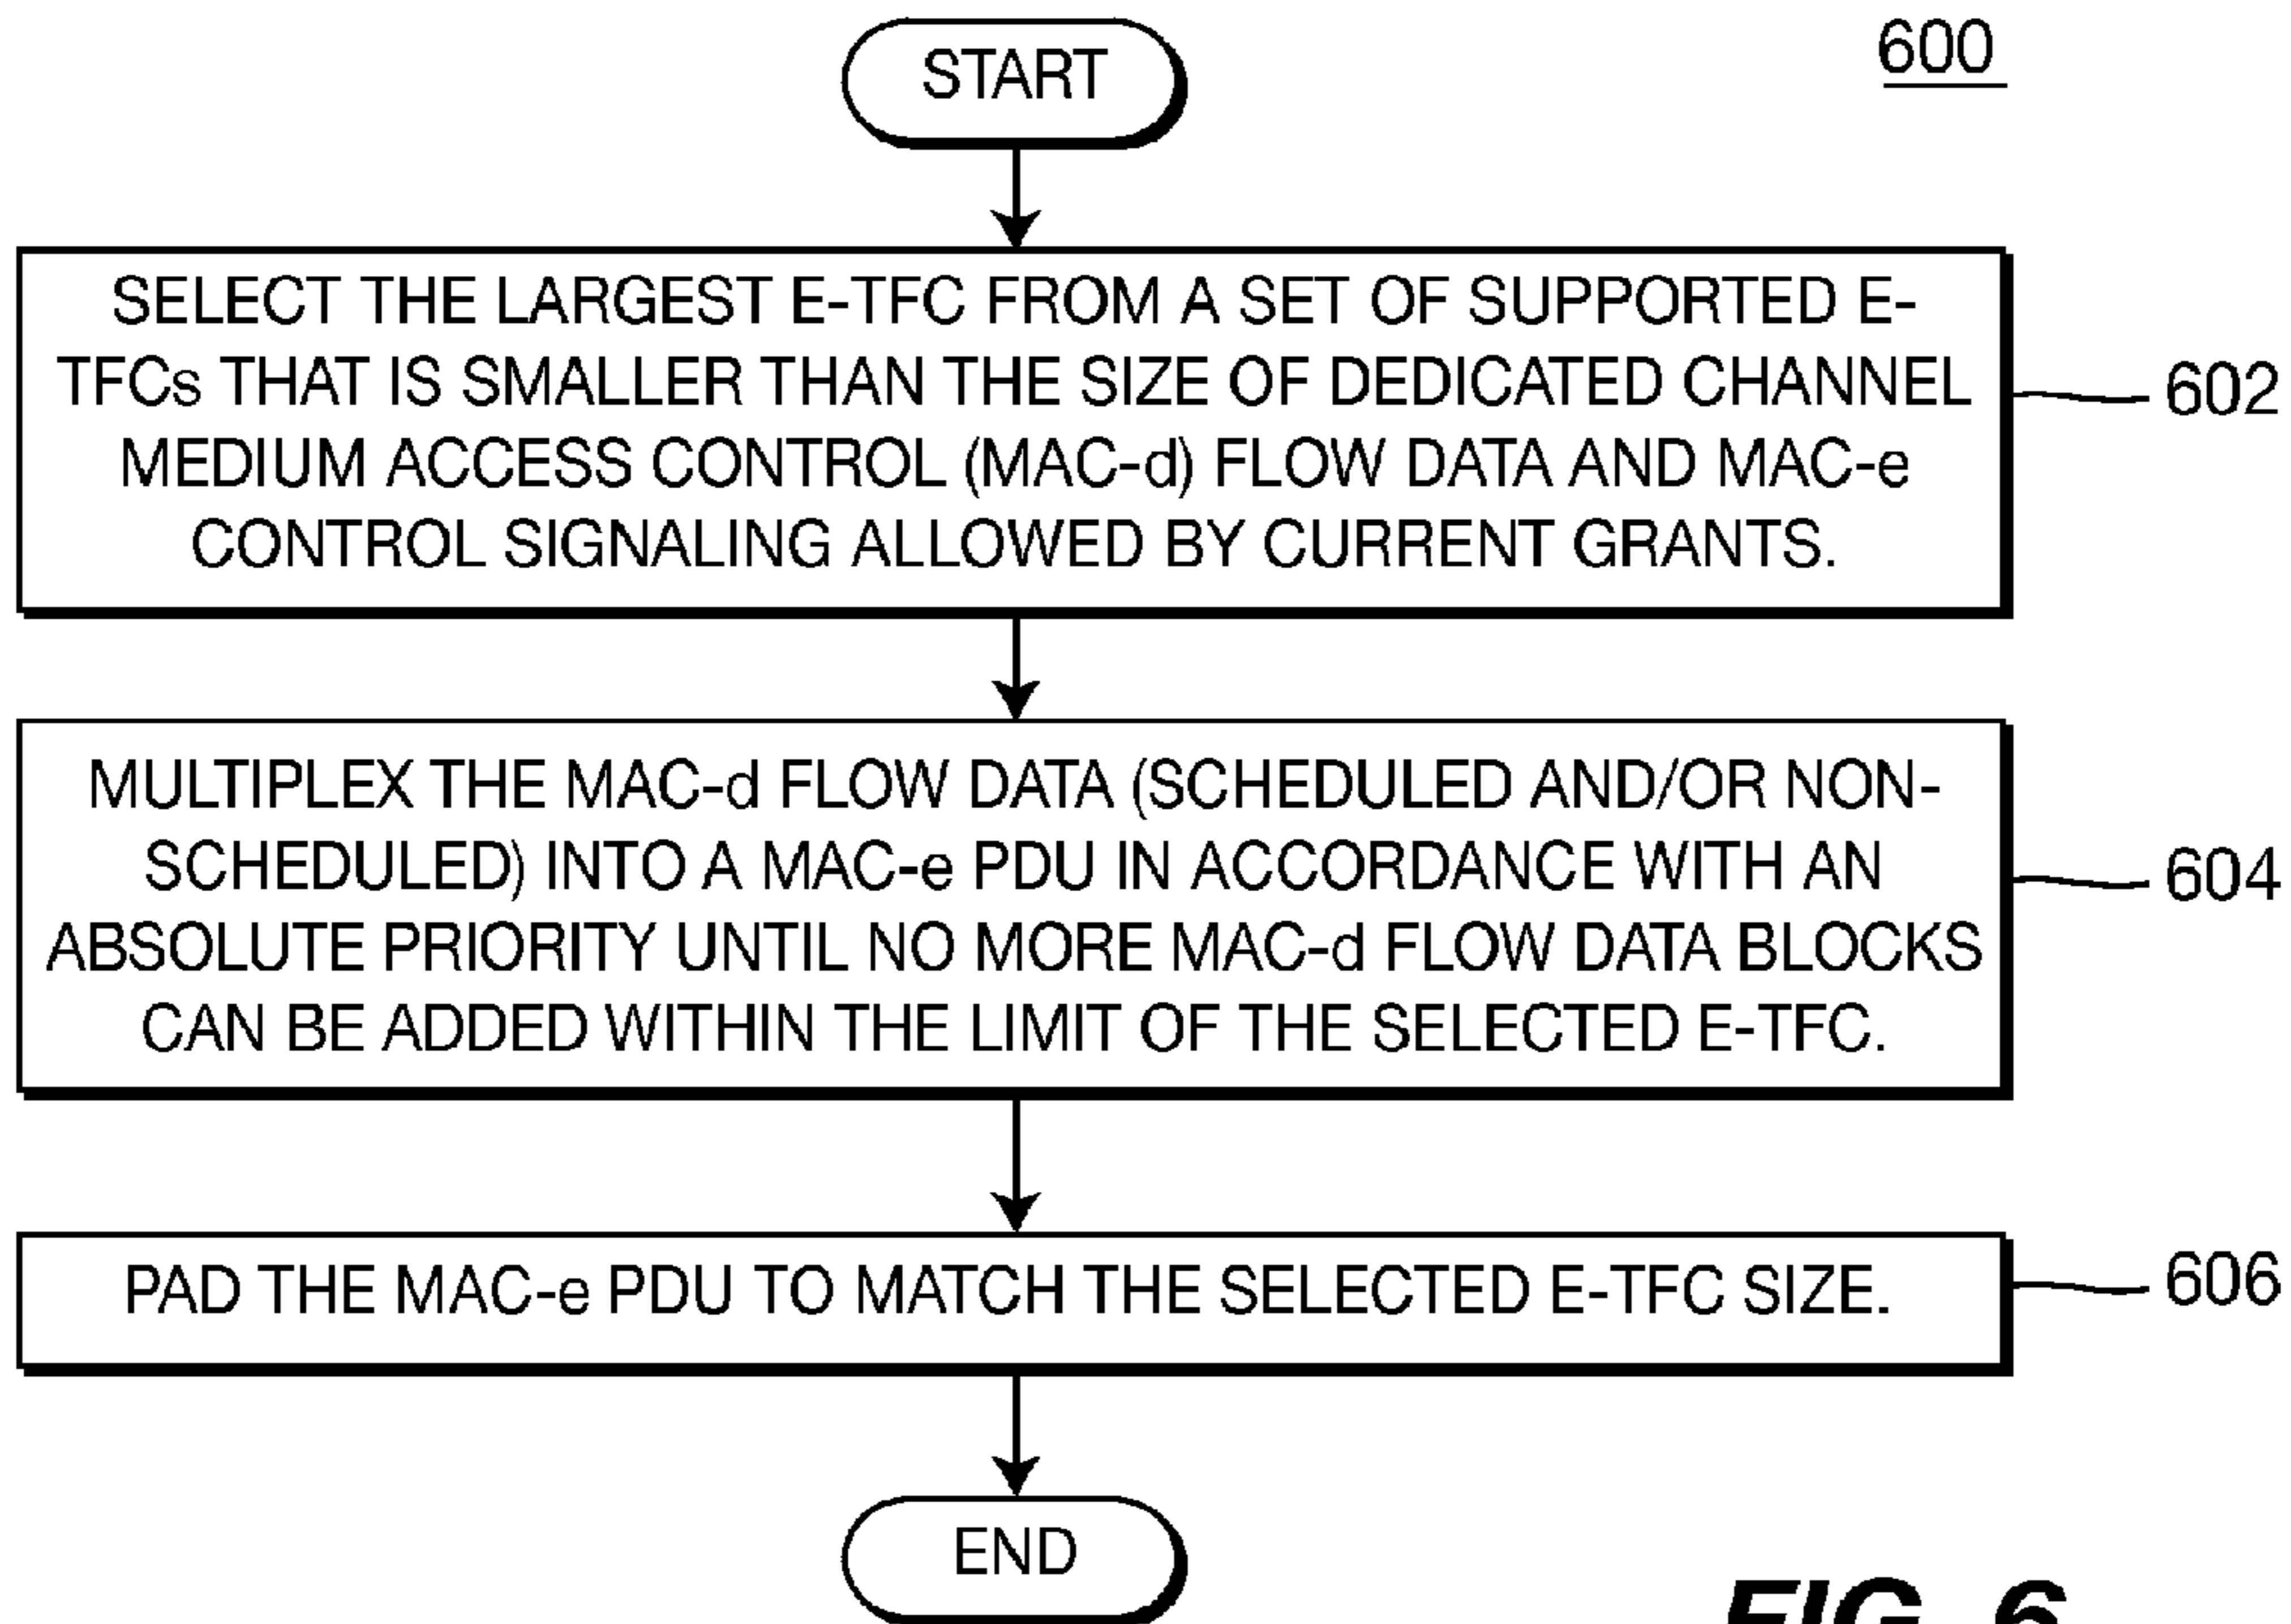 START
600
SELECT THE LARGEST E-TFC FROM A SET OF SUPPORTED E-
TFCs THAT IS SMALLER THAN THE SIZE OF DEDICATED CHANNEL
MEDIUM ACCESS CONTROL (MAC-d) FLOW DATA AND MAC-e
CONTROL SIGNALING ALLOWED BY CURRENT GRANTS.
602
MULTIPLEX THE MAC-d FLOW DATA (SCHEDULED AND/OR NON-
SCHEDULED) INTO A MAC-e PDU IN ACCORDANCE WITH AN
ABSOLUTE PRIORITY UNTIL NO MORE MAC-d FLOW DATA BLOCKS
CAN BE ADDED WITHIN THE LIMIT OF THE SELECTED E-TFC.
604
PAD THE MAC-e PDU TO MATCH THE SELECTED E-TFC SIZE.
606
END
FIG. 6